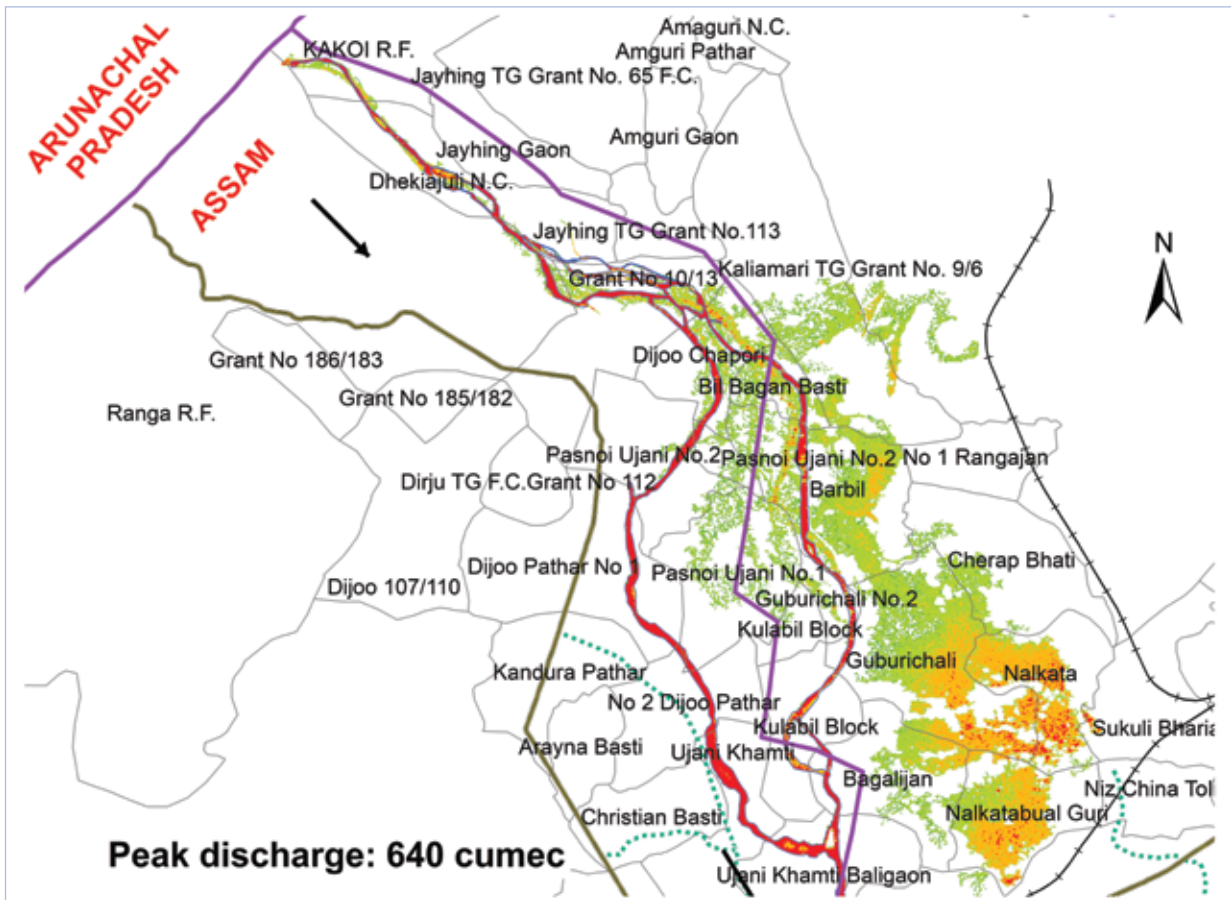 Amaguri N.C.
KAKOI R.F.
Amguri Pathar
Jayhing TG Grant No. 65 F.C.
ARUNACHAL
PRADESH
Amguri Gaon
Jayhing Gaon
Dhekiajuli N.C.
ASSAM
Jayhing TG Grant No.113
N
Kaliamari TG Grant No. 9/6
Grant No 10/13
Dijoo Chapori
Grant No 186/183
Bil Bagan Basti
Grant No 185/182
Ranga R.F.
Pasnoi Ujani No.2
Pasnoi Ujani No.2
No 1 Rangajan
Dirju TG F.C.Grant No 112
Barbil
Cherap Bhati
Dijoo Pathar No 1
Pasnoi Ujani No.1
Dijoo 107/110
Guburichali No.2
Kulabil Block
Kandura Pathar
Guburichali
Nalkata
No 2 Dijoo Pathar
Kulabil Block
Sukuli Bharia
Arayna Basti
Ujani Khamti
Bagalijan
Niz China Tol
Christian Basti
Nalkatabual Guri
Peak discharge: 640 cumec
Ujani Khamti Baligaon